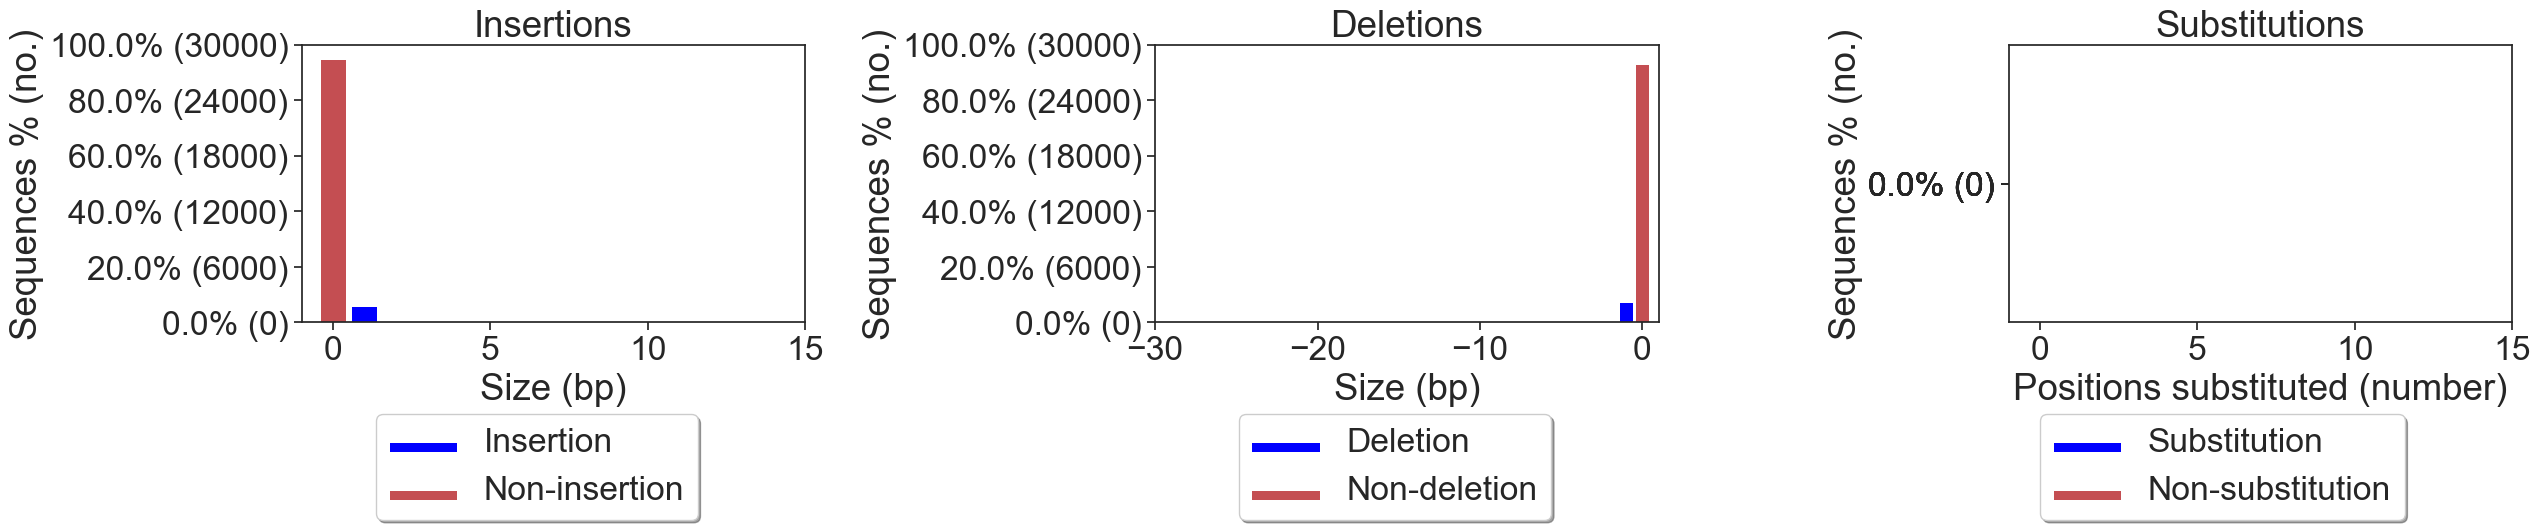 Insertions
Sequences % (no.)
100.0% (30000)
80.0% (24000)
60.0% (18000)
40.0% (12000)
20.0% (6000)
0.0% (0)
0 5 10 15
Size (bp)
Insertion
Non-insertion
Deletions
Sequences % (no.)
100.0% (30000)
80.0% (24000)
60.0% (18000)
40.0% (12000)
20.0% (6000)
0.0% (0)
−30 −20 −10 0
Size (bp)
Deletion
Non-deletion
Substitutions
Sequences % (no.)
0.0% (0)
0 5 10 15
Positions substituted (number)
Substitution
Non-substitution